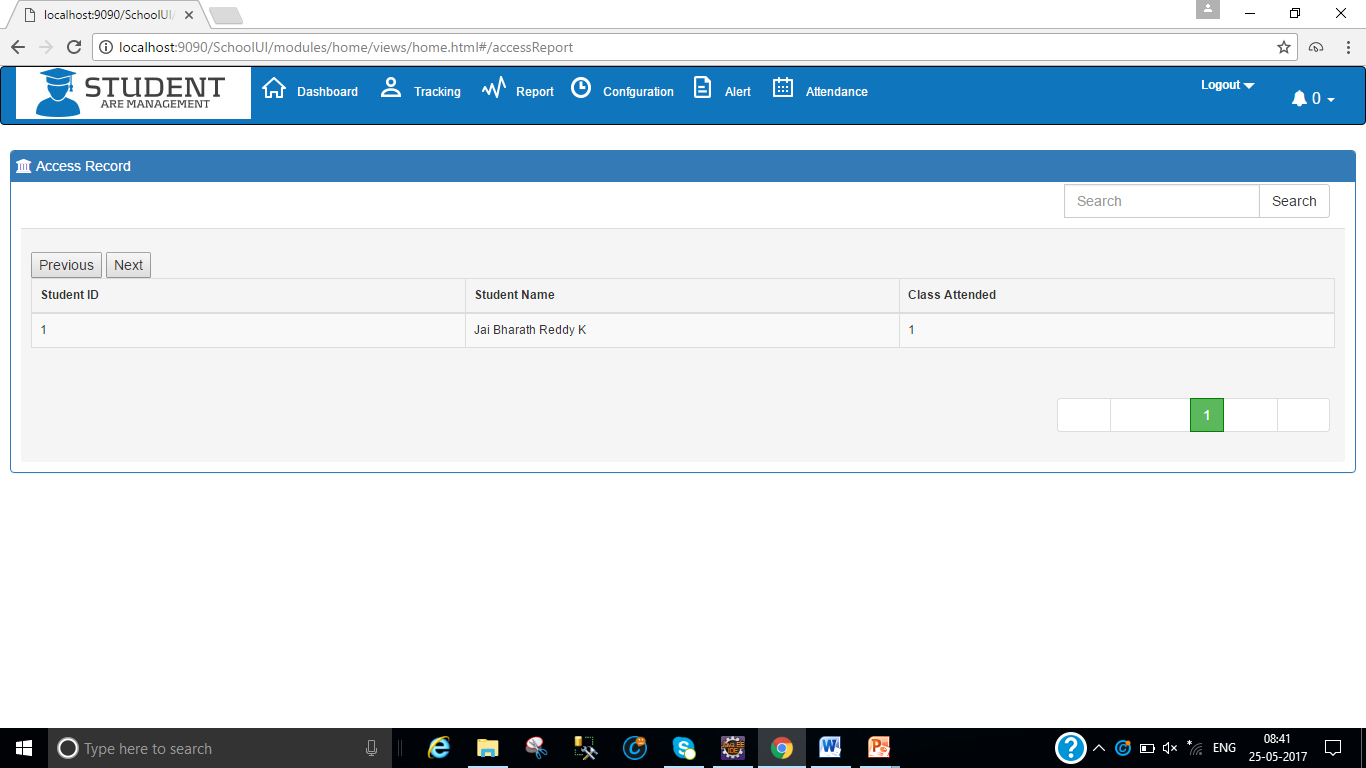 localhost:9090/SchoolUI/
localhost:9090/SchoolUI/modules/home/views/home.html#/accessReport
STUDENT
ARE MANAGEMENT
Dashboard Tracking Report Confguration Alert Attendance
Logout
0
Access Record
Search Search
Previous Next
Student ID Student Name Class Attended
1 Jai Bharath Reddy K 1
1
Type here to search
ENG
08:41
25-05-2017